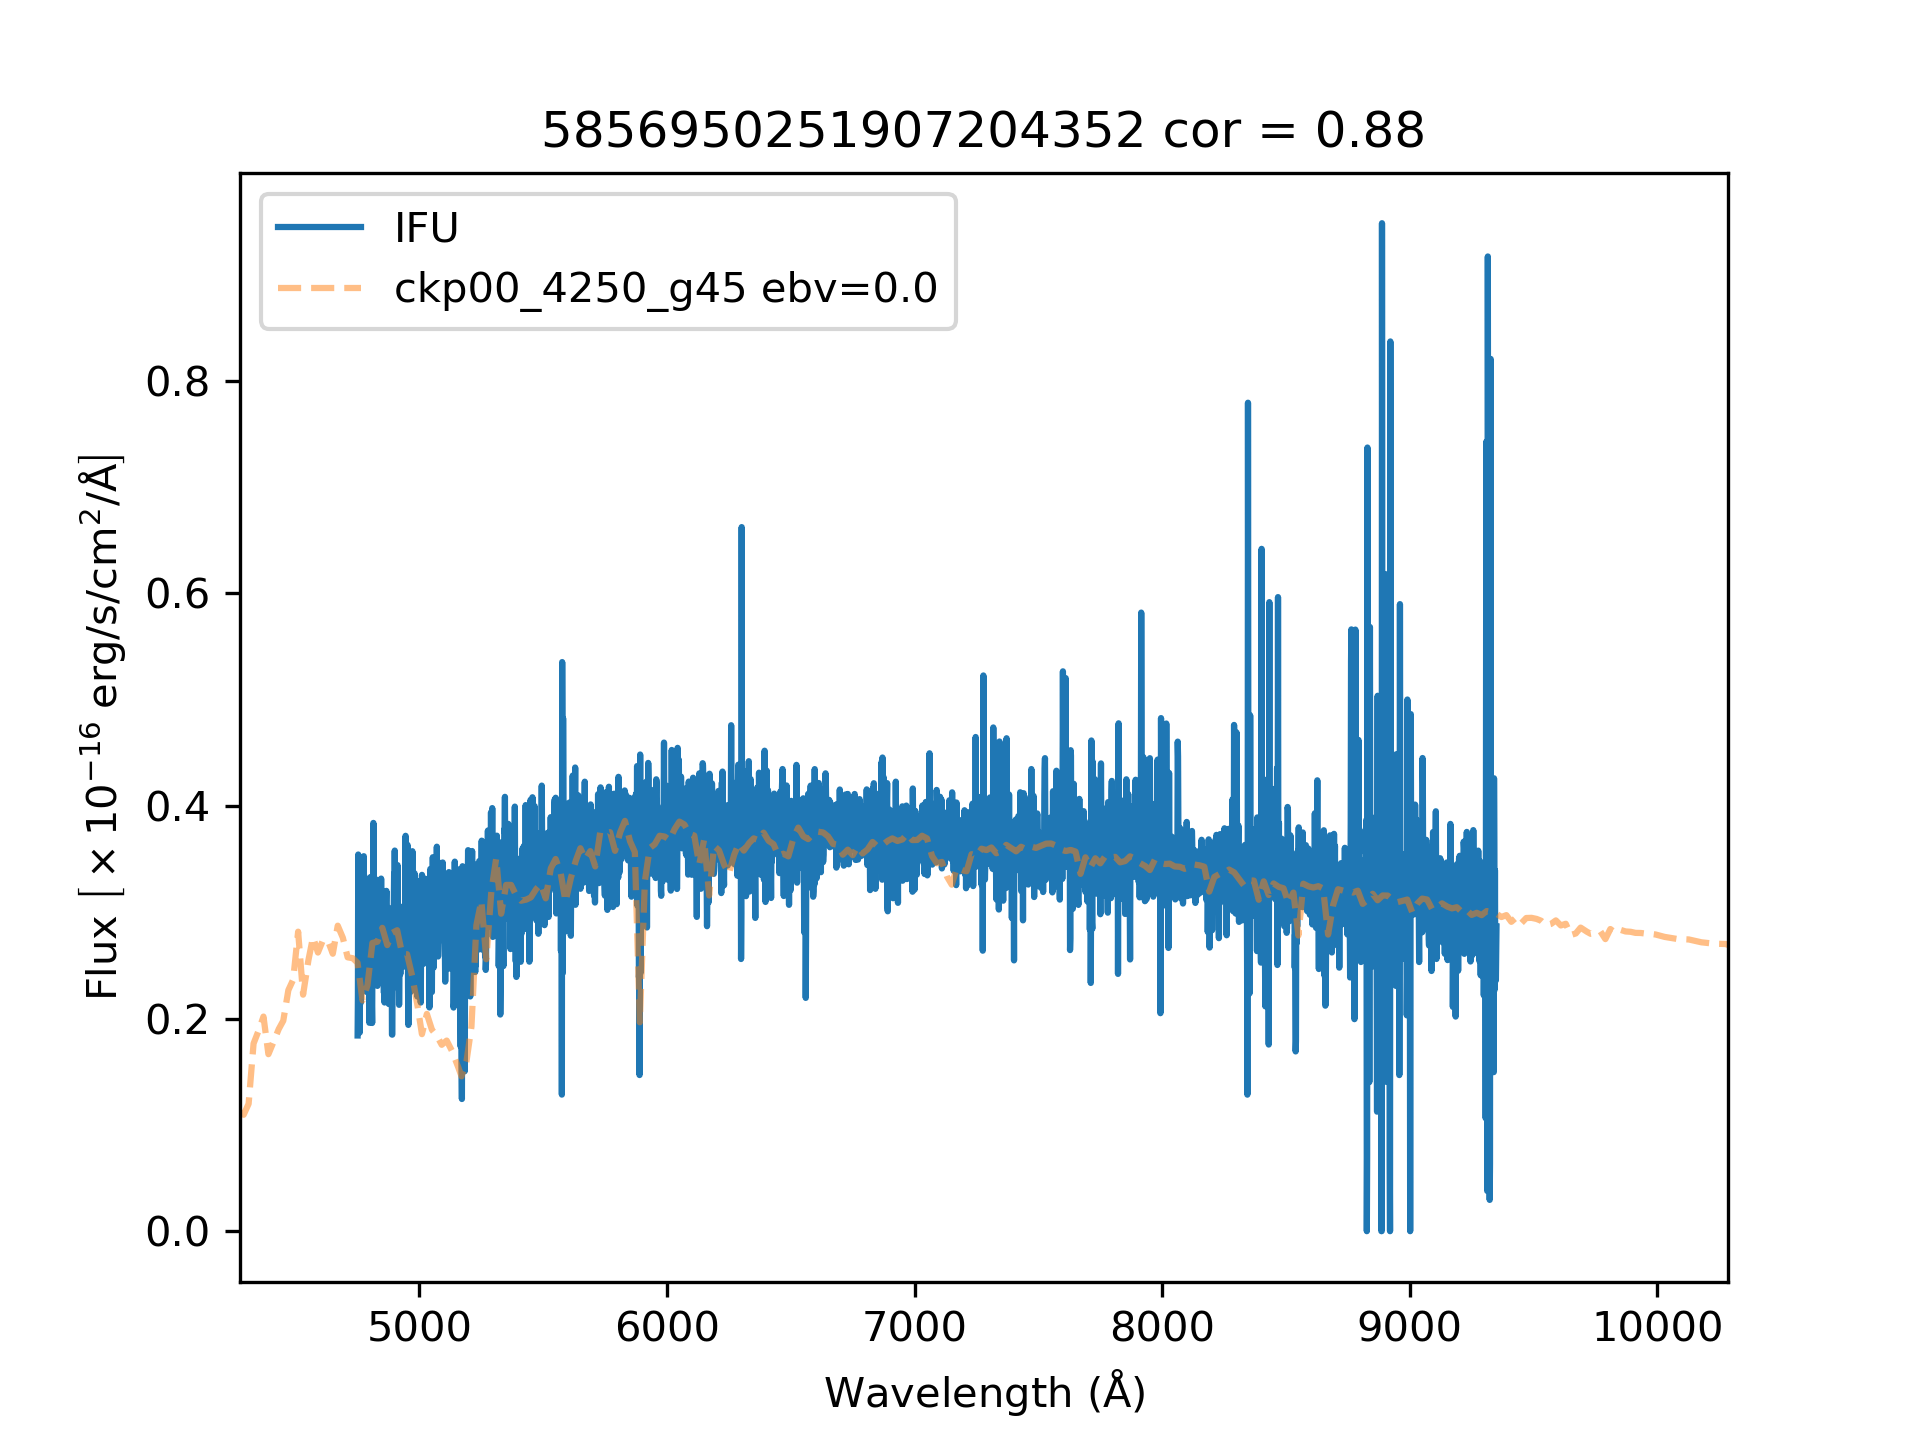 5856950251907204352 cor = 0.88
IFU
ckp00_4250_g45 ebv=0.0
Flux [ × 10⁻¹⁶ erg/s/cm²/Å]
0.8
0.6
0.4
0.2
0.0
5000 6000 7000 8000 9000 10000
Wavelength (Å)